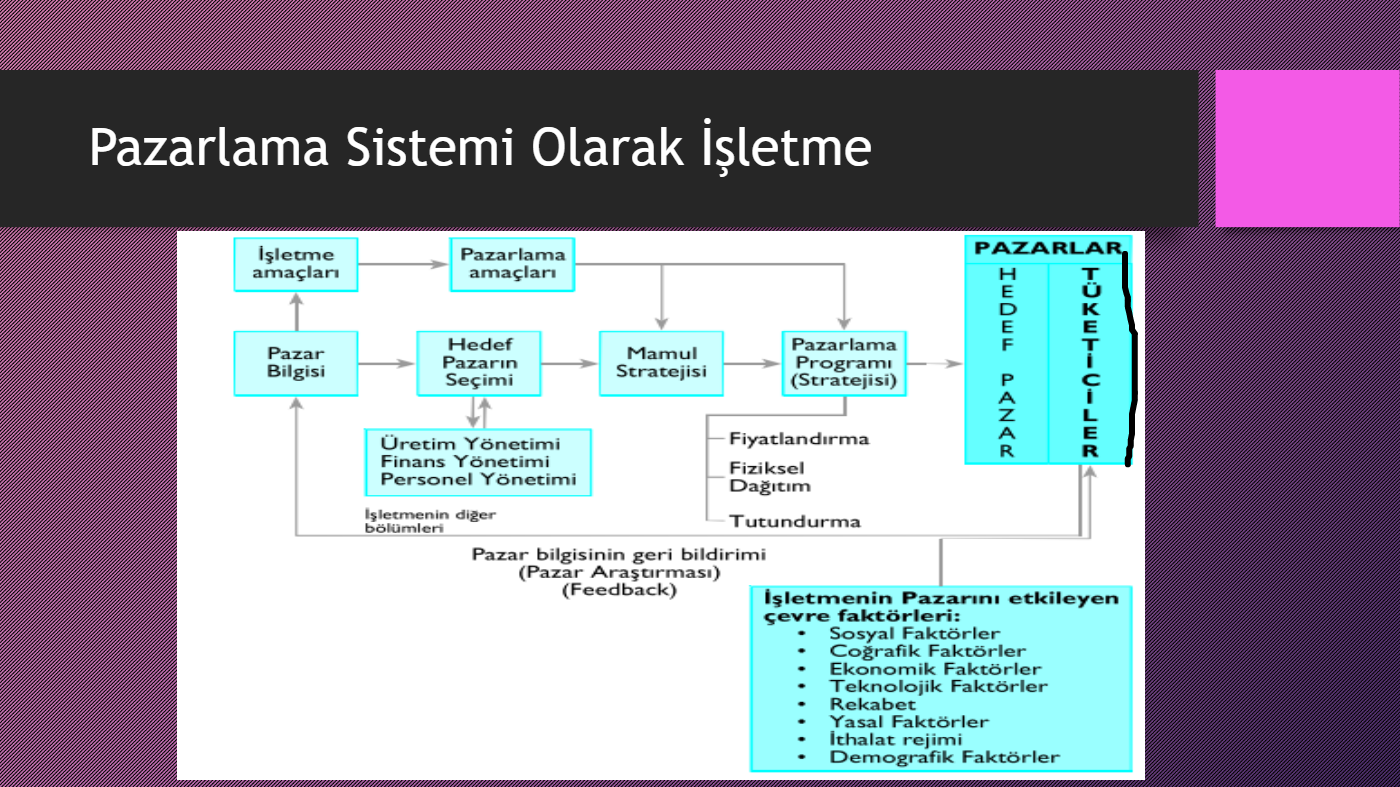 Pazarlama Sistemi Olarak İşletme
İşletme
amaçları
Pazarlama
amaçları
Pazar
Bilgisi
Hedef
Pazarın
Seçimi
Mamul
Stratejisi
Pazarlama
Programı
(Stratejisi)
PAZARLAR
HEDEF PAZAR
TÜKETİCİLER
Üretim Yönetimi
Finans Yönetimi
Personel Yönetimi
İşletmenin diğer
bölümleri
Fiyatlandırma
Fiziksel
Dağıtım
Tutundurma
Pazar bilgisinin geri bildirimi
(Pazar Araştırması)
(Feedback)
İşletmenin Pazarını etkileyen
çevre faktörleri:
• Sosyal Faktörler
• Coğrafik Faktörler
• Ekonomik Faktörler
• Teknolojik Faktörler
• Rekabet
• Yasal Faktörler
• İthalat rejimi
• Demografik Faktörler